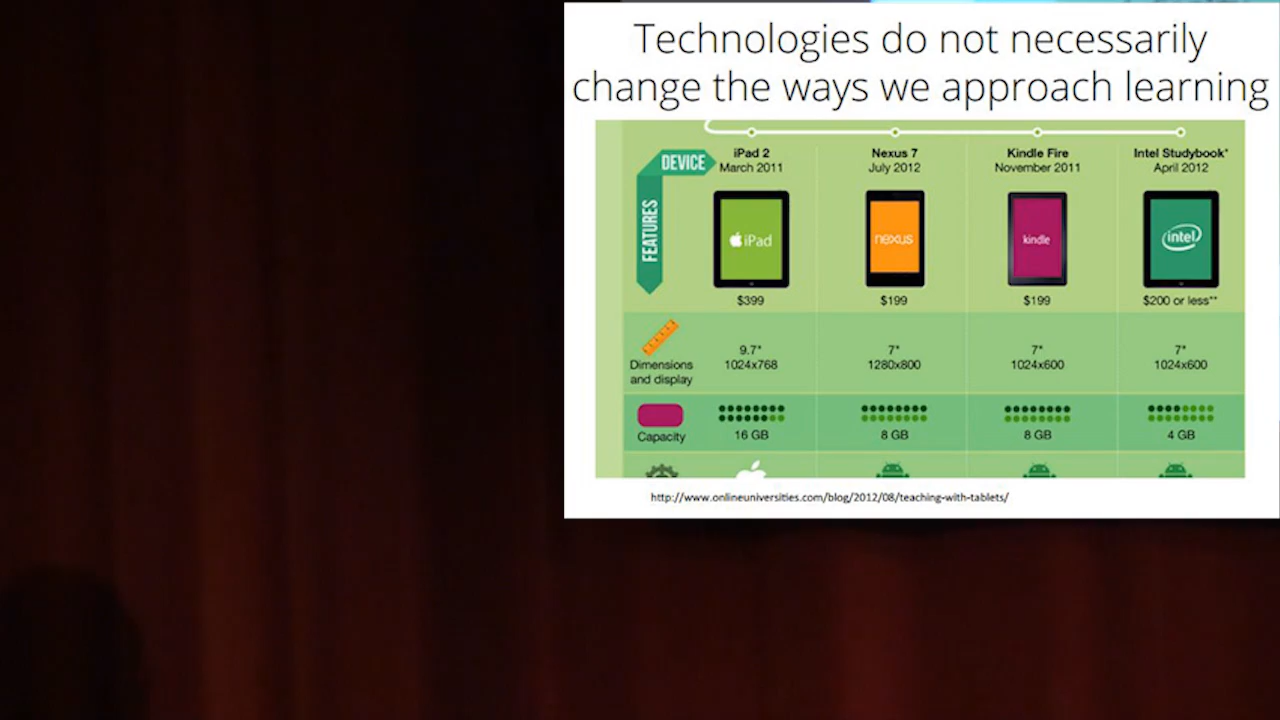 Technologies do not necessarily
change the ways we approach learning
DEVICE
FEATURES
iPad 2
March 2011
Nexus 7
July 2012
Kindle Fire
November 2011
Intel Studybook*
April 2012
iPad
nexus
kindle
intel
$399
$199
$199
$200 or less**
Dimensions
and display
9.7"
1024x768
7"
1280x800
7"
1024x600
7"
1024x600
Capacity
16 GB
8 GB
8 GB
4 GB
http://www.onlineuniversities.com/blog/2012/08/teaching-with-tablets/